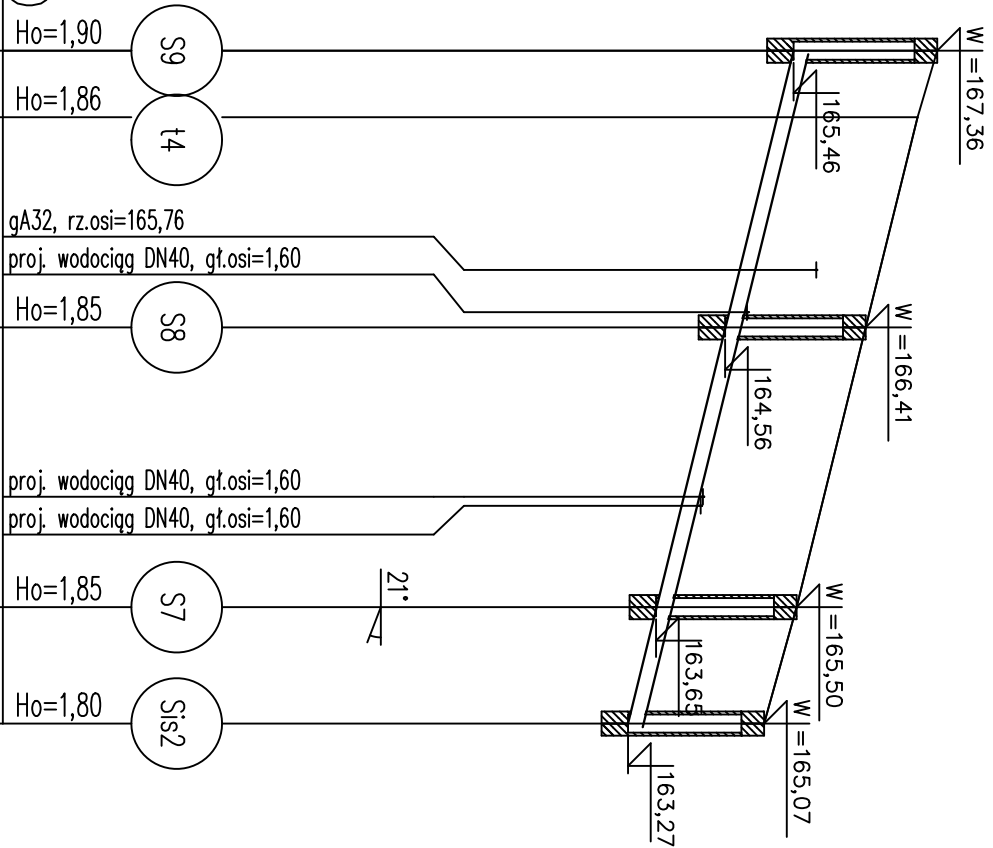 Ho=1,90
S9
W =167,36
165,46
Ho=1,86
t4
gA32, rz.osi=165,76
proj. wodociąg DN40, gł.osi=1,60
Ho=1,85
S8
W =166,41
164,56
proj. wodociąg DN40, gł.osi=1,60
proj. wodociąg DN40, gł.osi=1,60
Ho=1,85
S7
21°
W =165,50
163,65
Ho=1,80
Sis2
W =165,07
163,27